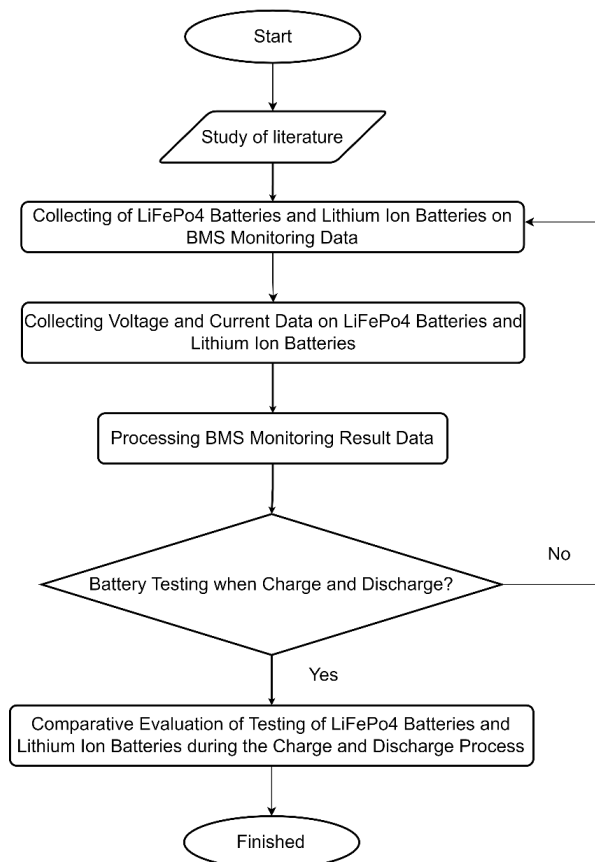 Start
Study of literature
Collecting of LiFePo4 Batteries and Lithium Ion Batteries on
BMS Monitoring Data
Collecting Voltage and Current Data on LiFePo4 Batteries and
Lithium Ion Batteries
Processing BMS Monitoring Result Data
Battery Testing when Charge and Discharge?
No
Yes
Comparative Evaluation of Testing of LiFePo4 Batteries and
Lithium Ion Batteries during the Charge and Discharge Process
Finished